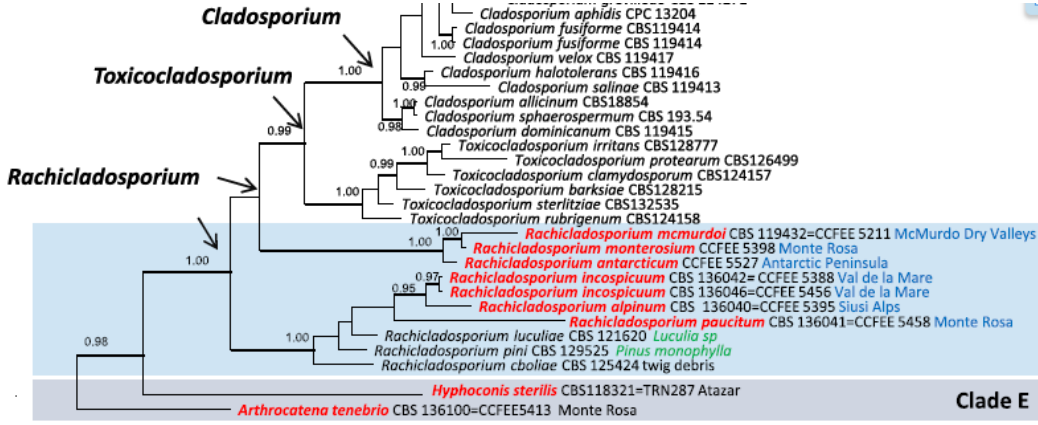 Cladosporium
Cladosporium aphidis CPC 13204
Cladosporium fusiforme CBS119414
1.00
Cladosporium fusiforme CBS 119414
Cladosporium velox CBS 119417
Toxicocladosporium
1.00
Cladosporium halotolerans CBS 119416
0.99
Cladosporium salinae CBS 119413
1.00
Cladosporium allicinum CBS18854
Cladosporium sphaerospermum CBS 193.54
0.98
Cladosporium dominicanum CBS 119415
0.99
Toxicocladosporium irritans CBS128777
1.00
Toxicocladosporium protearum CBS126499
0.99
Toxicocladosporium clamydosporum CBS124157
Rachicladosporium
1.00
Toxicocladosporium barksiae CBS128215
Toxicocladosporium sterlitziae CBS132535
Toxicocladosporium rubrigenum CBS124158
1.00
Rachicladosporium mcmurdoi CBS 119432=CCFEE 5211 McMurdo Dry Valleys
1.00
Rachicladosporium monterosium CCFEE 5398 Monte Rosa
1.00
Rachicladosporium antarcticum CCFEE 5527 Antarctic Peninsula
0.97
Rachicladosporium incospicuum CBS 136042= CCFEE 5388 Val de la Mare
0.95
Rachicladosporium incospicuum CBS 136046=CCFEE 5456 Val de la Mare
Rachicladosporium alpinum CBS 136040=CCFEE 5395 Siusi Alps
Rachicladosporium paucitum CBS 136041=CCFEE 5458 Monte Rosa
1.00
Rachicladosporium luculiae CBS 121620 Luculia sp
0.98
Rachicladosporium pini CBS 129525 Pinus monophylla
Rachicladosporium cboliae CBS 125424 twig debris
Hyphoconis sterilis CBS118321=TRN287 Atazar
Clade E
Arthrocatena tenebrio CBS 136100=CCFEE5413 Monte Rosa